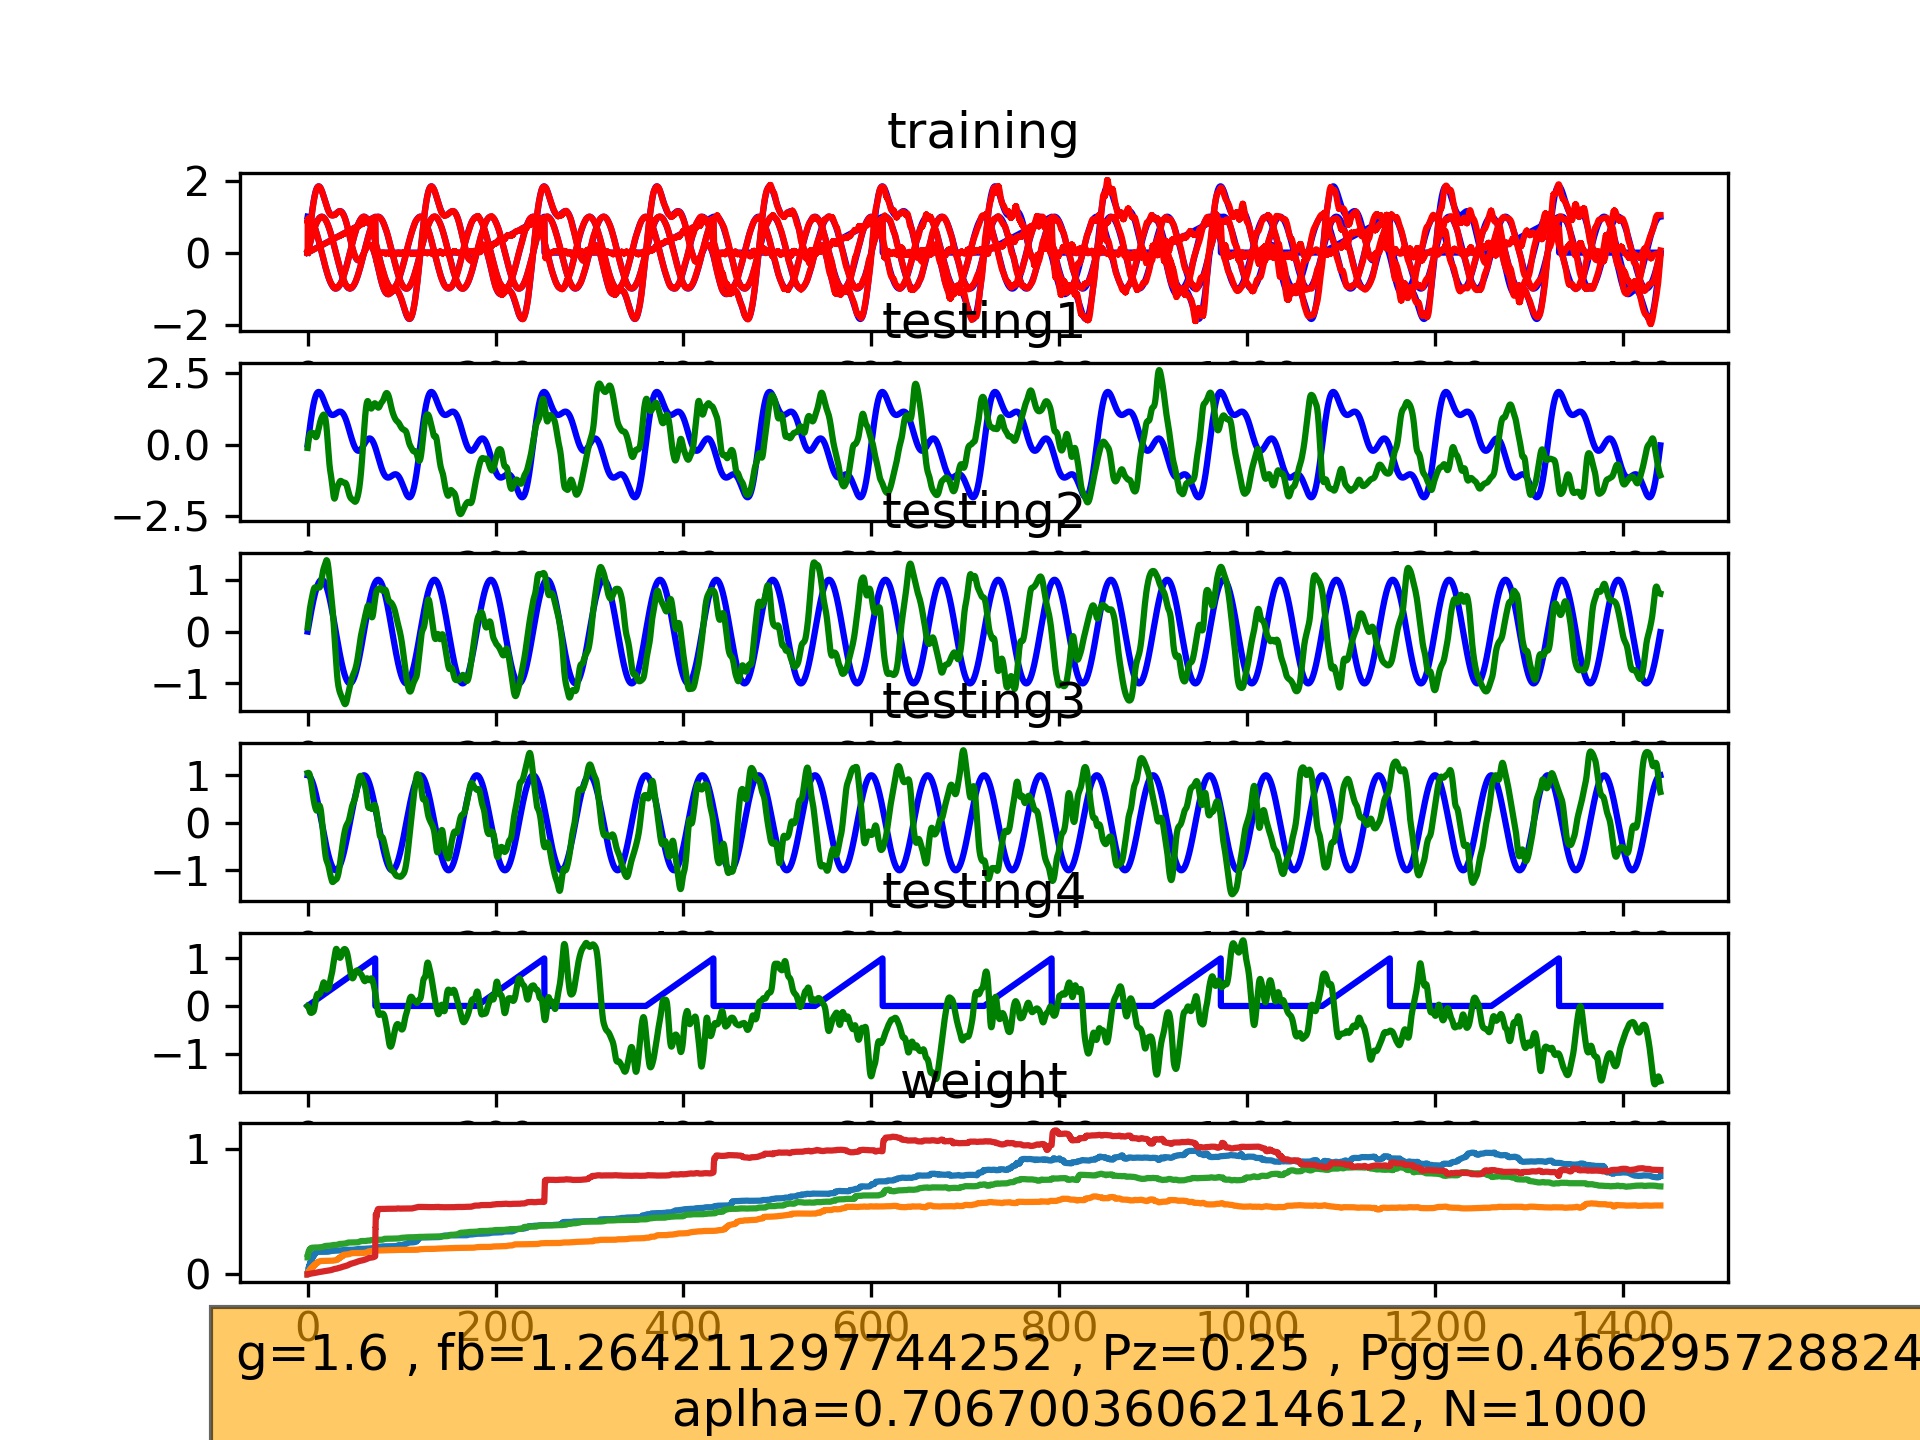 training
2
0
−2
testing1
2.5
0.0
−2.5
testing2
1
0
−1
testing3
1
0
−1
testing4
1
0
−1
weight
1
0
0 200 400 600 800 1000 1200 1400
g=1.6 , fb=1.264211297744252 , Pz=0.25 , Pgg=0.466295728824
aplha=0.7067003606214612, N=1000